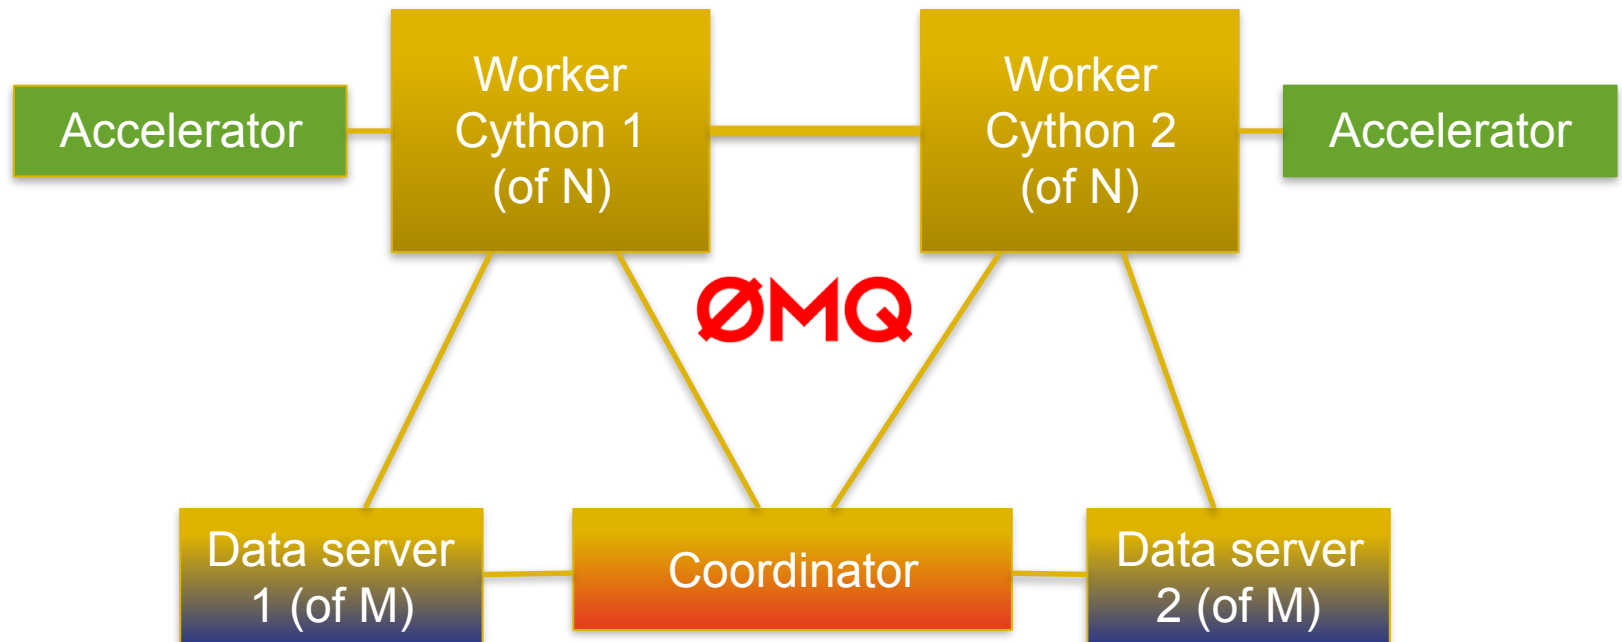 Accelerator
Worker
Cython 1
(of N)
Worker
Cython 2
(of N)
Accelerator
ØMQ
Data server
1 (of M)
Coordinator
Data server
2 (of M)